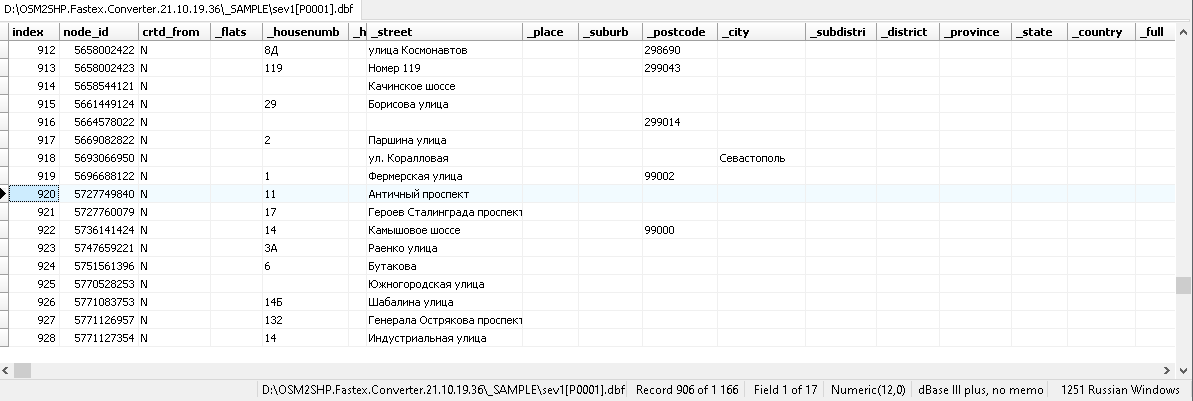 D:\OSM2SHP.Fastex.Converter.21.10.19.36\_SAMPLE\sev1[P0001].dbf
index node_id crtd_from _flats _housenumb _h _street _place _suburb _postcode _city _subdistri _district _province _state _country _full
912 5658002422 N 8Д улица Космонавтов 298690
913 5658002423 N 119 Номер 119 299043
914 5658544121 N Качинское шоссе
915 5661449124 N 29 Борисова улица
916 5664578022 N 299014
917 5669082822 N 2 Паршина улица
918 5693066950 N ул. Коралловая Севастополь
919 5696688122 N 1 Фермерская улица 99002
920 5727749840 N 11 Античный проспект
921 5727760079 N 17 Героев Сталинграда проспект
922 5736141424 N 14 Камышовое шоссе 99000
923 5747659221 N 3А Раенко улица
924 5751561396 N 6 Бутакова
925 5770528253 N Южногородская улица
926 5771083753 N 14Б Шабалина улица
927 5771126957 N 132 Генерала Острякова проспект
928 5771127354 N 14 Индустриальная улица
D:\OSM2SHP.Fastex.Converter.21.10.19.36\_SAMPLE\sev1[P0001].dbf Record 906 of 1 166 Field 1 of 17 Numeric(12,0) dBase III plus, no memo 1251 Russian Windows